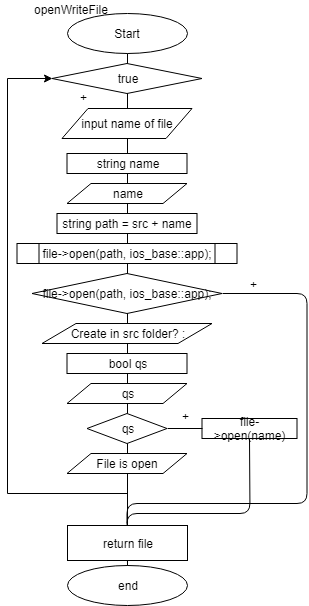 openWriteFile
Start
true
+
input name of file
string name
name
string path = src + name
file->open(path, ios_base::app);
file->open(path, ios_base::app);
+
Create in src folder? :
bool qs
qs
+
qs
file-
>open(name)
File is open
return file
end